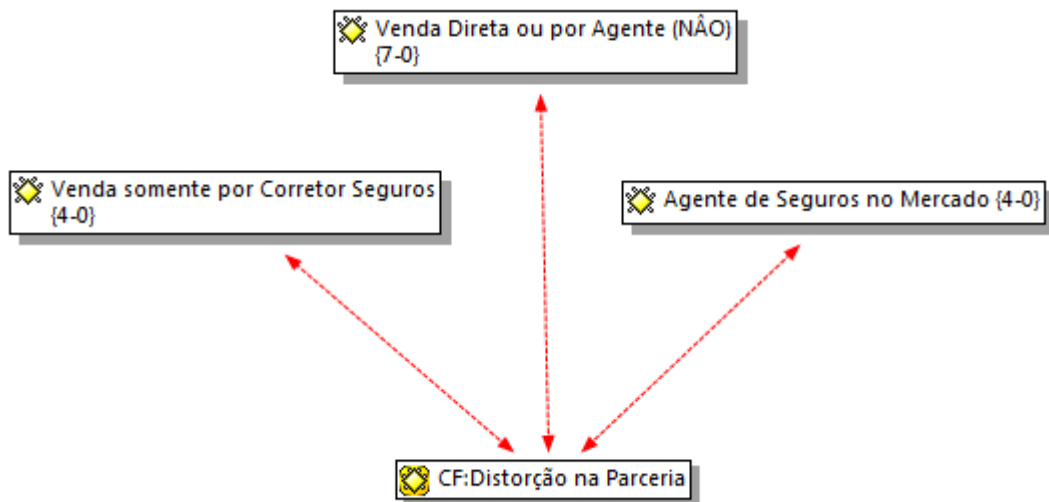 Venda Direta ou por Agente (NÂO)
{7-0}
Venda somente por Corretor Seguros
{4-0}
Agente de Seguros no Mercado {4-0}
CF:Distorção na Parceria